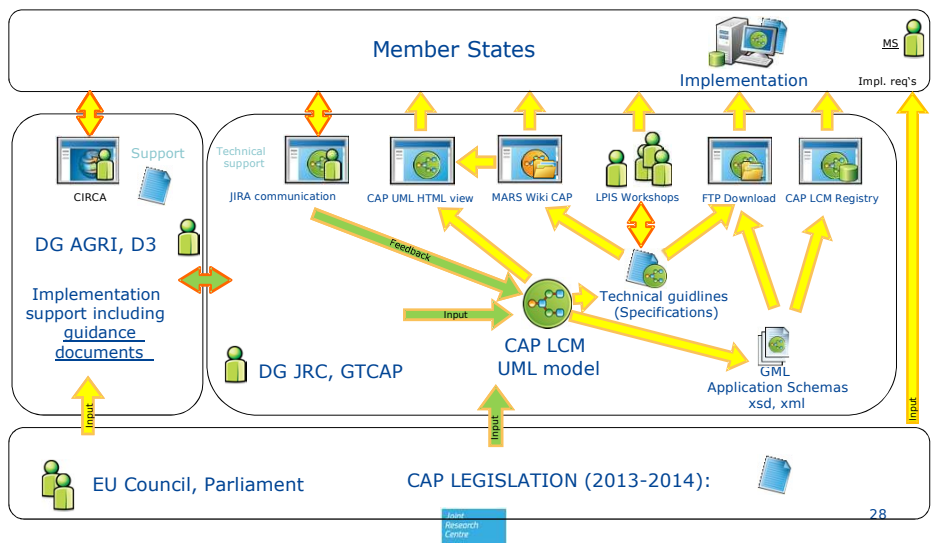 Member States
MS
Implementation
Impl. req's
Support
CIRCA
DG AGRI, D3
Implementation
support including
guidance
documents
Input
Technical
support
JIRA communication
CAP UML HTML view
MARS Wiki CAP
LPIS Workshops
FTP Download
CAP LCM Registry
Feedback
Input
Technical guidlines
(Specifications)
CAP LCM
UML model
DG JRC, GTCAP
GML
Application Schemas
xsd, xml
Input
Input
EU Council, Parliament
CAP LEGISLATION (2013-2014):
28
Joint
Research
Centre